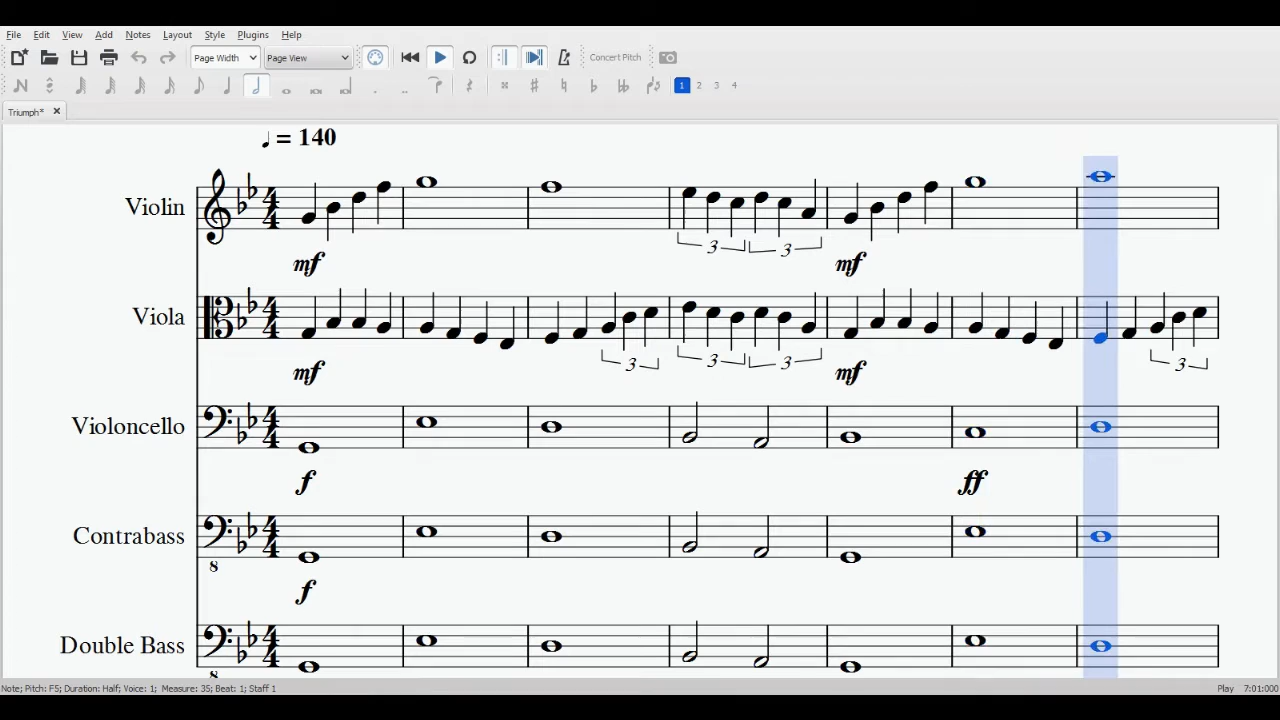 File Edit View Add Notes Layout Style Plugins Help
Page Width Page View Concert Pitch
1 2 3 4
Triumph*
= 140
Violin
3 3
mf mf
Viola
3 3 3 3
mf mf
Violoncello
f ff
Contrabass
8
f
Double Bass
8
Note; Pitch: F5; Duration: Half; Voice: 1; Measure: 35; Beat: 1; Staff 1 Play 7:01:000